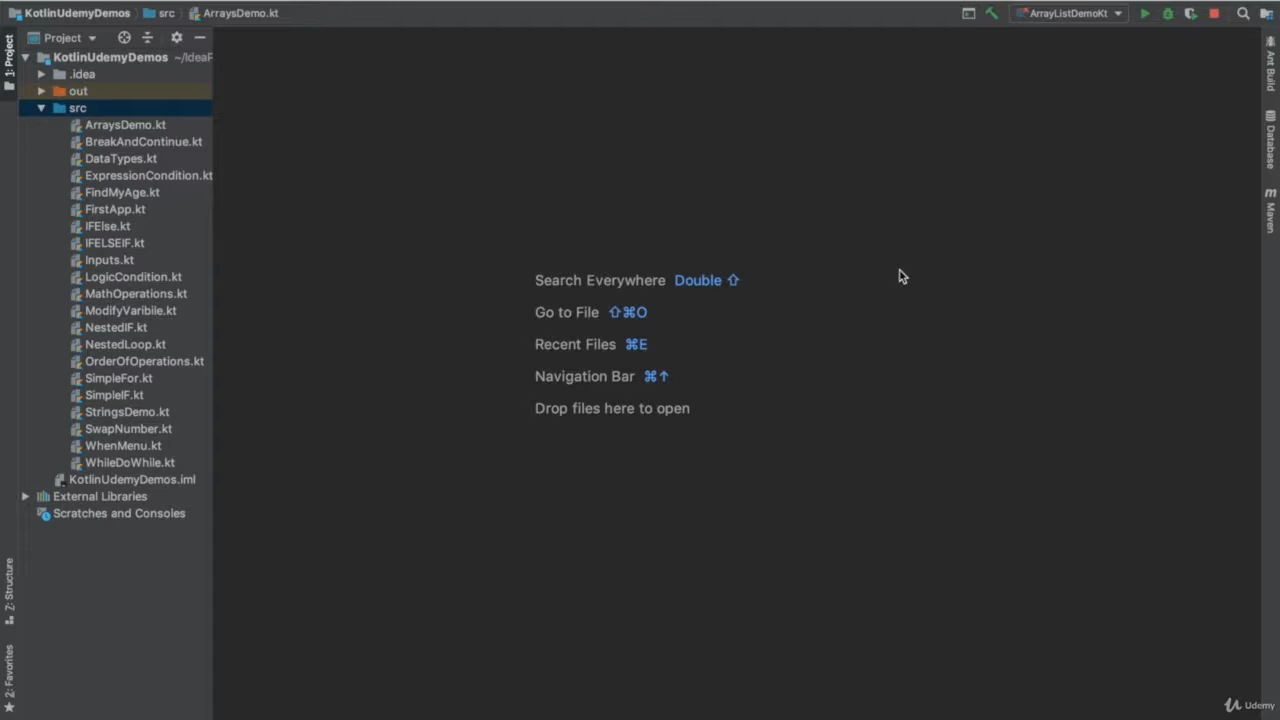 KotlinUdemyDemos src ArraysDemo.kt ArrayListDemoKt
1: Project
Project
KotlinUdemyDemos ~/IdeaP
.idea
out
src
ArraysDemo.kt
BreakAndContinue.kt
DataTypes.kt
ExpressionCondition.kt
FindMyAge.kt
FirstApp.kt
IFElse.kt
IFELSEIF.kt
Inputs.kt
LogicCondition.kt
MathOperations.kt
ModifyVaribile.kt
NestedIF.kt
NestedLoop.kt
OrderOfOperations.kt
SimpleFor.kt
SimpleIF.kt
StringsDemo.kt
SwapNumber.kt
WhenMenu.kt
WhileDoWhile.kt
KotlinUdemyDemos.iml
External Libraries
Scratches and Consoles
Z: Structure
2: Favorites
Search Everywhere Double ⇧
Go to File ⇧⌘O
Recent Files ⌘E
Navigation Bar ⌘↑
Drop files here to open
Ant Build
Database
m Maven
Udemy